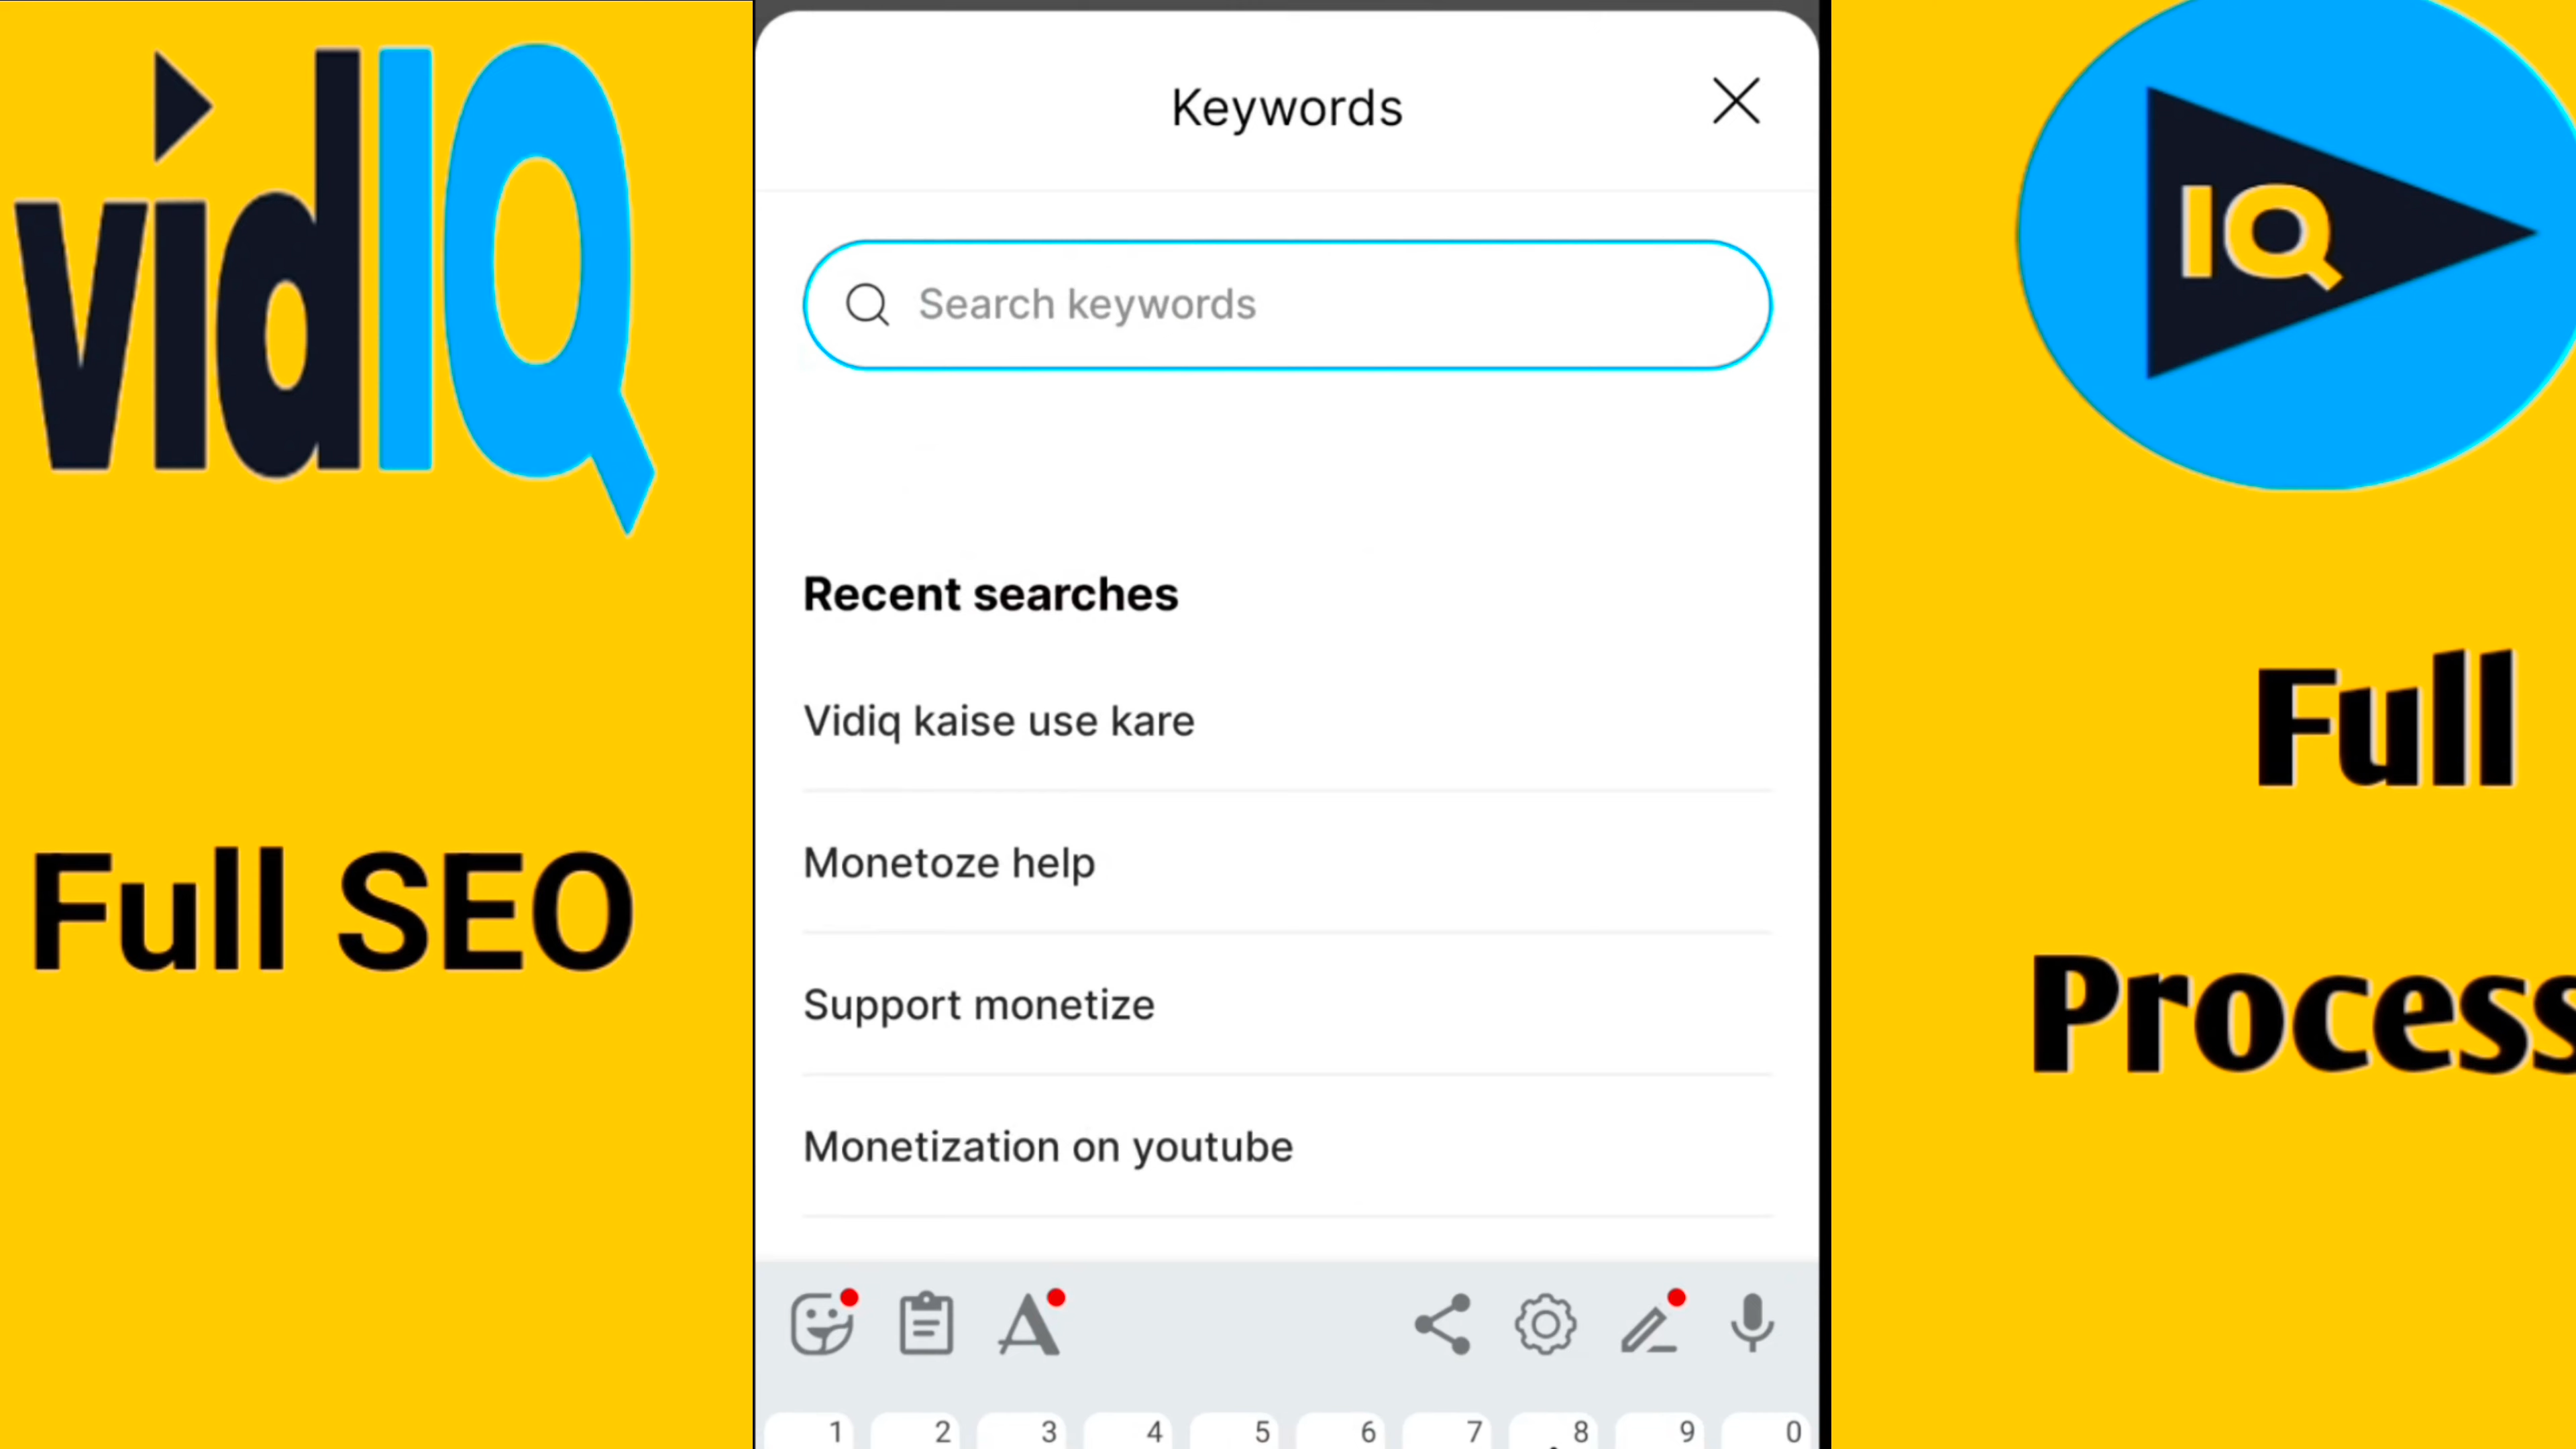 vidIQ
Full SEO
Keywords
Search keywords
Recent searches
Vidiq kaise use kare
Monetoze help
Support monetize
Monetization on youtube
1 2 3 4 5 6 7 8 9 0
IQ
Full
Process